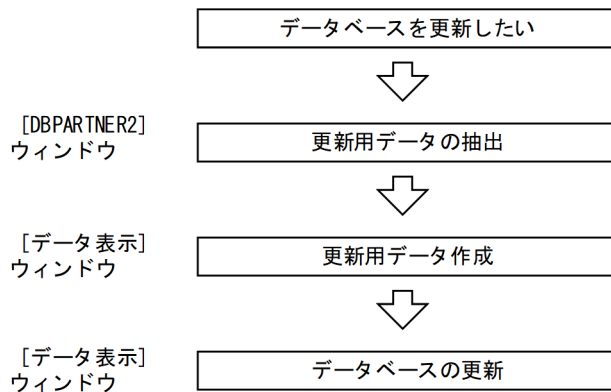 データベースを更新したい
[DBPARTNER2]
ウィンドウ
更新用データの抽出
[データ表示]
ウィンドウ
更新用データ作成
[データ表示]
ウィンドウ
データベースの更新